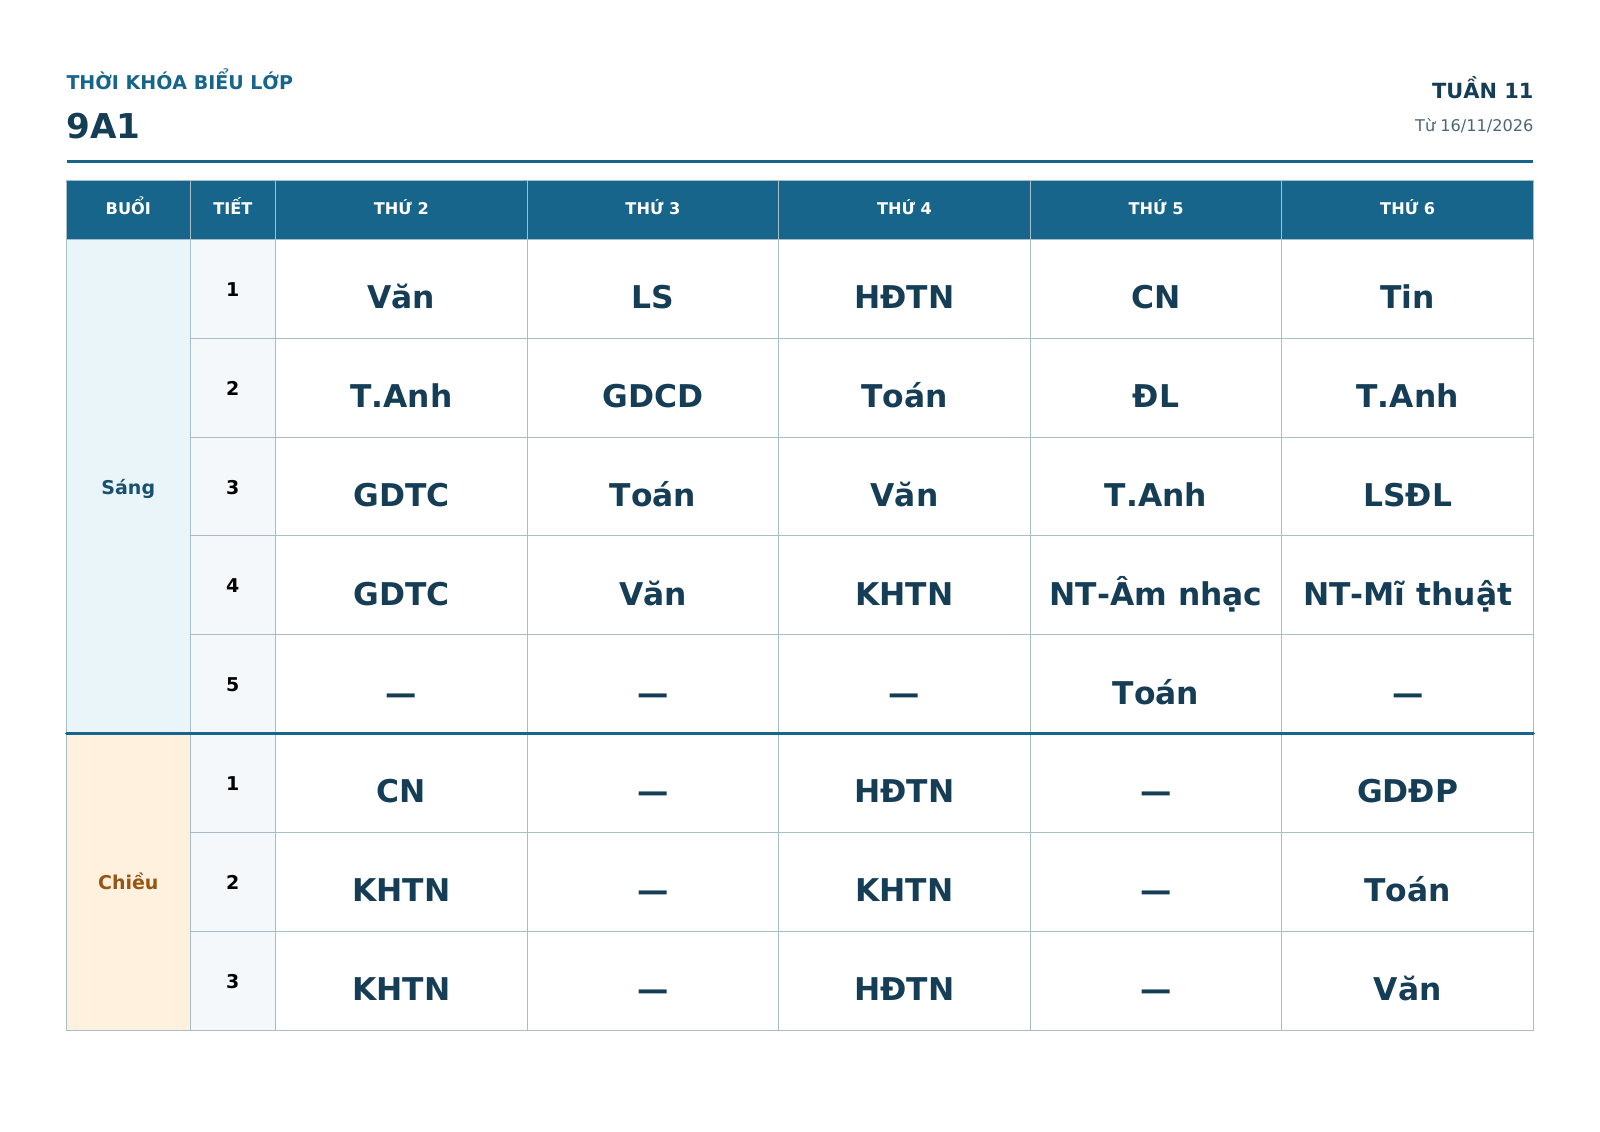 THỜI KHÓA BIỂU LỚP
9A1
TUẦN 11
Từ 16/11/2026
BUỔI TIẾT THỨ 2 THỨ 3 THỨ 4 THỨ 5 THỨ 6
Sáng
1 Văn LS HĐTN CN Tin
2 T.Anh GDCD Toán ĐL T.Anh
3 GDTC Toán Văn T.Anh LSĐL
4 GDTC Văn KHTN NT-Âm nhạc NT-Mĩ thuật
5 — — — Toán —
Chiều
1 CN — HĐTN — GDĐP
2 KHTN — KHTN — Toán
3 KHTN — HĐTN — Văn